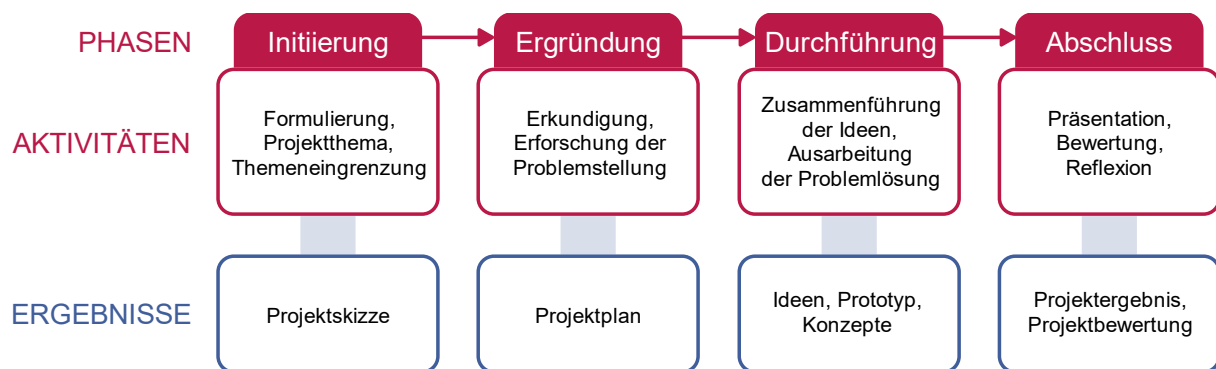 PHASEN
Initiierung
Ergründung
Durchführung
Abschluss
AKTIVITÄTEN
Formulierung,
Projektthema,
Themeneingrenzung
Erkundigung,
Erforschung der
Problemstellung
Zusammenführung
der Ideen,
Ausarbeitung
der Problemlösung
Präsentation,
Bewertung,
Reflexion
ERGEBNISSE
Projektskizze
Projektplan
Ideen, Prototyp,
Konzepte
Projektergebnis,
Projektbewertung